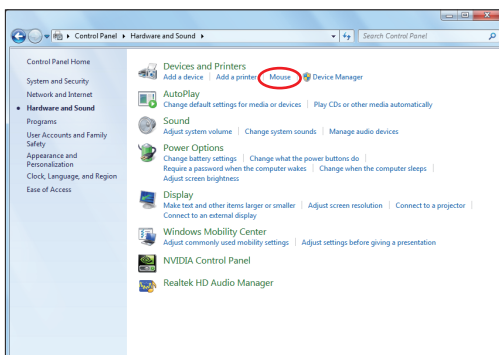 Control Panel Hardware and Sound Search Control Panel
Control Panel Home
System and Security
Network and Internet
Hardware and Sound
Programs
User Accounts and Family
Safety
Appearance and
Personalization
Clock, Language, and Region
Ease of Access
Devices and Printers
Add a device Add a printer Mouse Device Manager
AutoPlay
Change default settings for media or devices Play CDs or other media automatically
Sound
Adjust system volume Change system sounds Manage audio devices
Power Options
Change battery settings Change what the power buttons do
Require a password when the computer wakes Change when the computer sleeps
Adjust screen brightness
Display
Make text and other items larger or smaller Adjust screen resolution Connect to a projector
Connect to an external display
Windows Mobility Center
Adjust commonly used mobility settings Adjust settings before giving a presentation
NVIDIA Control Panel
Realtek HD Audio Manager